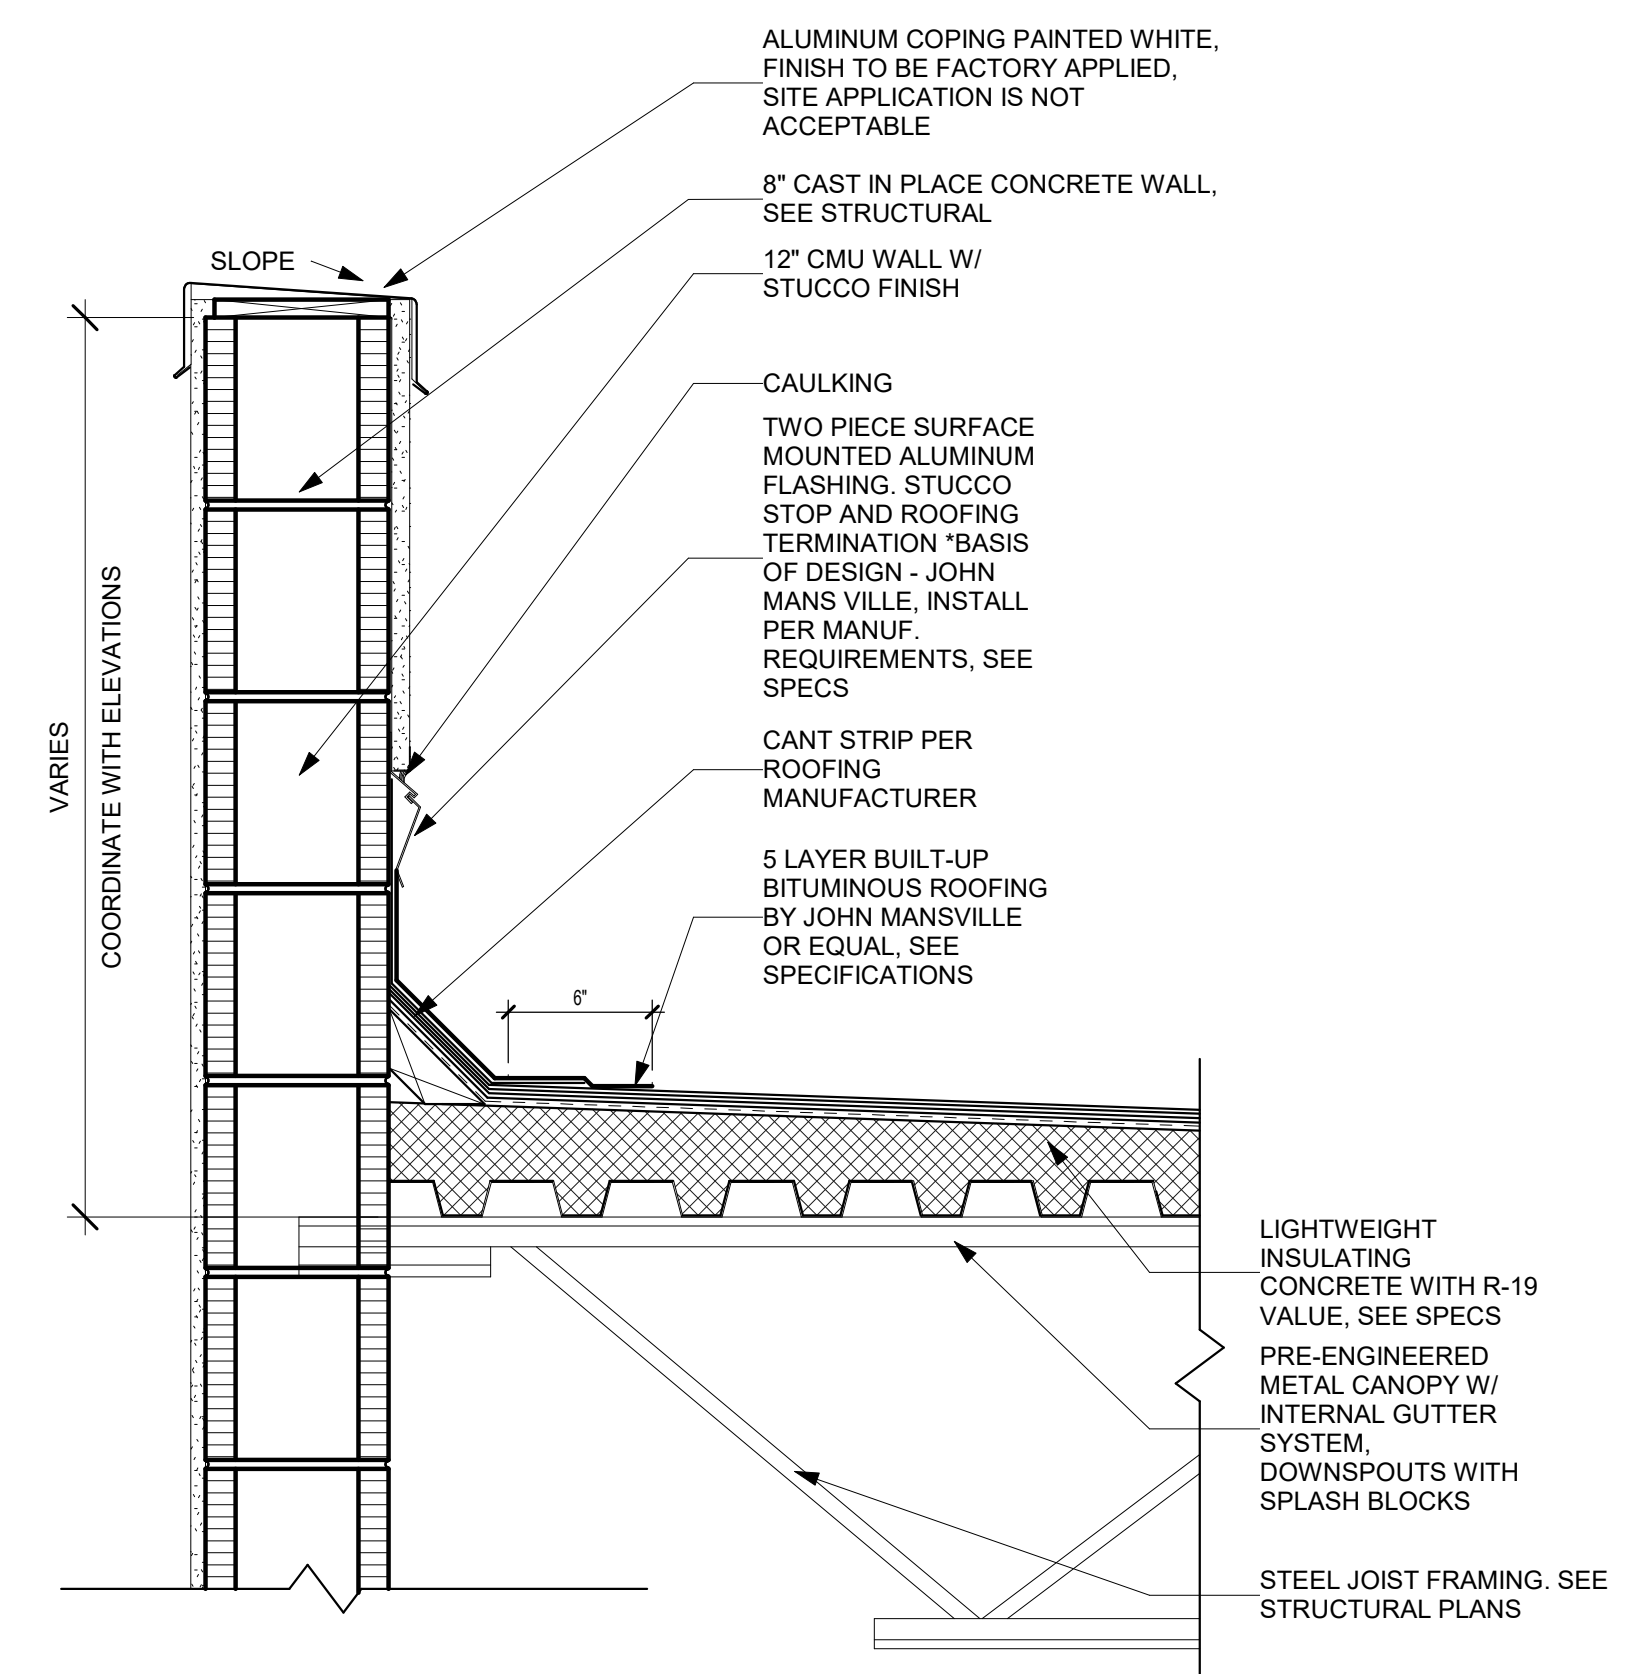 ALUMINUM COPING PAINTED WHITE,
FINISH TO BE FACTORY APPLIED,
SITE APPLICATION IS NOT
ACCEPTABLE
8" CAST IN PLACE CONCRETE WALL,
SEE STRUCTURAL
SLOPE
12" CMU WALL W/
STUCCO FINISH
CAULKING
TWO PIECE SURFACE
MOUNTED ALUMINUM
FLASHING. STUCCO
STOP AND ROOFING
TERMINATION *BASIS
OF DESIGN - JOHN
MANS VILLE, INSTALL
PER MANUF.
REQUIREMENTS, SEE
SPECS
VARIES
COORDINATE WITH ELEVATIONS
CANT STRIP PER
ROOFING
MANUFACTURER
5 LAYER BUILT-UP
BITUMINOUS ROOFING
BY JOHN MANSVILLE
OR EQUAL, SEE
SPECIFICATIONS
6"
LIGHTWEIGHT
INSULATING
CONCRETE WITH R-19
VALUE, SEE SPECS
PRE-ENGINEERED
METAL CANOPY W/
INTERNAL GUTTER
SYSTEM,
DOWNSPOUTS WITH
SPLASH BLOCKS
STEEL JOIST FRAMING. SEE
STRUCTURAL PLANS